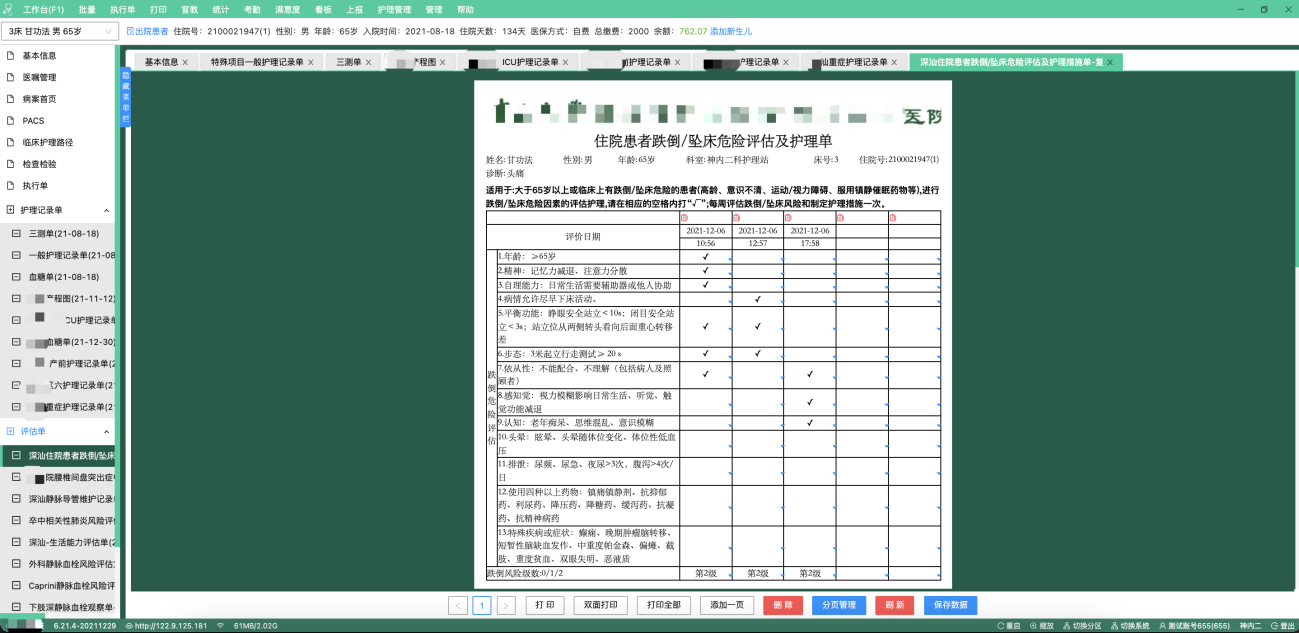 工作台(F1) 批量 执行单 打印 宣教 统计 考勤 满意度 看板 上报 护理管理 管理 帮助
3床 甘功法 男 65岁
出院患者 住院号：2100021947(1) 性别：男 年龄：65岁 入院时间：2021-08-18 住院天数：134天 医保方式：自费 总缴费：2000 余额：762.07 添加新生儿
基本信息
医嘱管理
病案首页
PACS
临床护理路径
检查检验
执行单
护理记录单
三测单(21-08-18)
一般护理记录单(21-08
血糖单(21-08-18)
产程图(21-11-12)
CU护理记录单
血糖单(21-12-30)
产前护理记录单(2
六护理记录单(2
重症护理记录单(2
评估单
深汕住院患者跌倒/坠床
院腰椎间盘突出症
深汕静脉导管维护记录
卒中相关性肺炎风险评
深汕-生活能力评估单(2
外科静脉血栓风险评估
Caprini静脉血栓风险评
下肢深静脉血栓观察单
隐藏菜单栏
基本信息 × 特殊项目一般护理记录单 × 三测单 × 产程图 × ICU护理记录单 × 前护理记录单 × 护理记录单 × 汕重症护理记录单 × 深汕住院患者跌倒/坠床危险评估及护理措施单-复 ×
医院
住院患者跌倒/坠床危险评估及护理单
姓名:甘功法 性别:男 年龄:65岁 科室:神内二科护理站 床号:3 住院号:2100021947(1)
诊断:头痛
适用于:大于65岁以上或临床上有跌倒/坠床危险的患者(高龄、意识不清、运动/视力障碍、服用镇静催眠药物等),进行
跌倒/坠床危险因素的评估护理,请在相应的空格内打“√”;每周评估跌倒/坠床风险和制定护理措施一次。
评价日期 2021-12-06 2021-12-06 2021-12-06
10:56 12:57 17:58
跌倒危险评估
1.年龄：≥65岁 ✓
2.精神：记忆力减退、注意力分散 ✓
3.自理能力：日常生活需要辅助器或他人协助 ✓
4.病情允许尽早下床活动。 ✓
5.平衡功能：睁眼安全站立＜10s；闭目安全站
立＜3s；站立位从两侧转头看向后面重心转移
差 ✓ ✓
6.步态：3米起立行走测试≥ 20 s ✓ ✓
7.依从性：不能配合、不理解（包括病人及照
顾者） ✓ ✓
8.感知觉：视力模糊影响日常生活、听觉、触
觉功能减退 ✓
9.认知：老年痴呆、思维混乱、意识模糊 ✓
10.头晕：眩晕、头晕随体位变化、体位性低血
压
11.排泄：尿频、尿急、夜尿>3次，腹泻>4次/
日
12.使用四种以上药物：镇痛镇静剂、抗抑郁
药、利尿药、降压药、降糖药、缓泻药、抗凝
药、抗精神病药
13.特殊疾病或症状：癫痫、晚期肿瘤脑转移、
短暂性脑缺血发作、中重度帕金森、偏瘫、截
肢、重度贫血、双眼失明、恶液质
跌倒风险级数:0/1/2 第2级 第2级 第2级
< 1 > 打 印 双面打印 打印全部 添加一页 删 除 分页管理 刷 新 保存数据
6.21.4-20211229 http://122.9.125.181 61MB/2.02G 重启 缩放 切换分区 切换系统 测试账号655(655) 神内二 登出